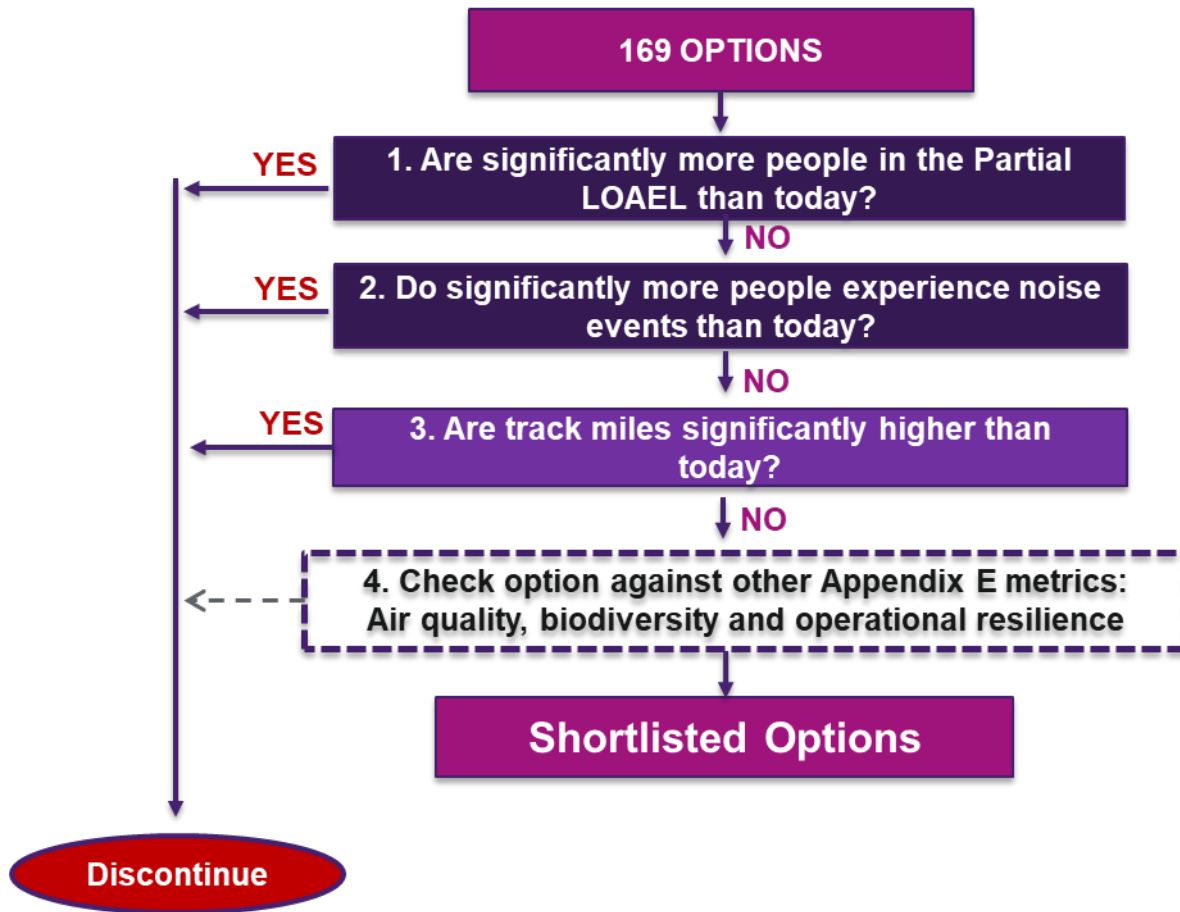 169 OPTIONS
YES
1. Are significantly more people in the Partial
LOAEL than today?
NO
YES
2. Do significantly more people experience noise
events than today?
NO
YES
3. Are track miles significantly higher than
today?
NO
4. Check option against other Appendix E metrics:
Air quality, biodiversity and operational resilience
Shortlisted Options
Discontinue